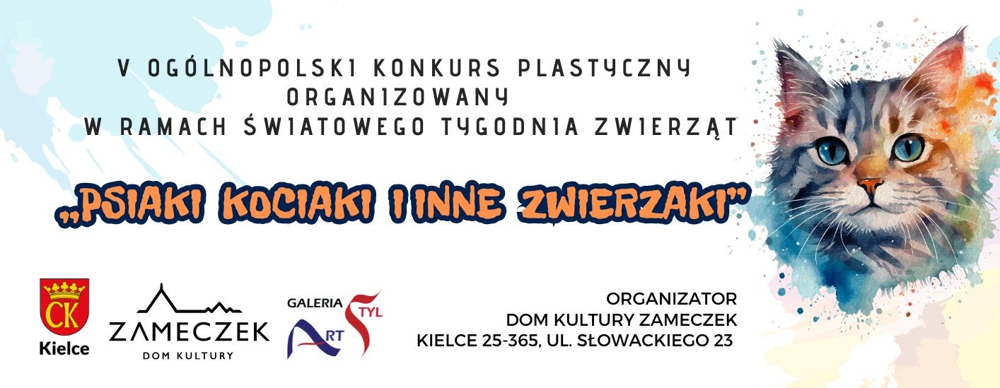 V OGÓLNOPOLSKI KONKURS PLASTYCZNY
ORGANIZOWANY
W RAMACH ŚWIATOWEGO TYGODNIA ZWIERZĄT
„PSIAKI KOCIAKI I INNE ZWIERZAKI”
CK
Kielce
ZAMECZEK
DOM KULTURY
GALERIA
STYL
ART
ORGANIZATOR
DOM KULTURY ZAMECZEK
KIELCE 25-365, UL. SŁOWACKIEGO 23